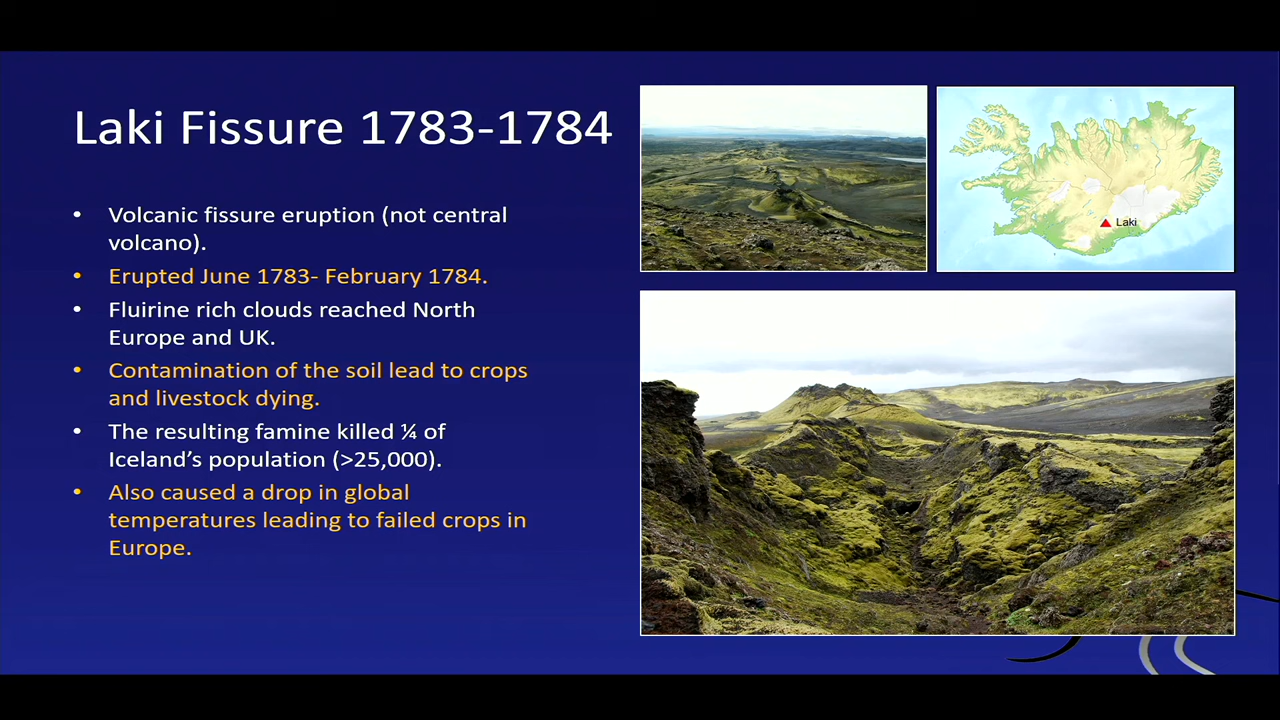 Laki Fissure 1783-1784
• Volcanic fissure eruption (not central
volcano).
• Erupted June 1783- February 1784.
• Fluirine rich clouds reached North
Europe and UK.
• Contamination of the soil lead to crops
and livestock dying.
• The resulting famine killed ¼ of
Iceland's population (>25,000).
• Also caused a drop in global
temperatures leading to failed crops in
Europe.
Laki